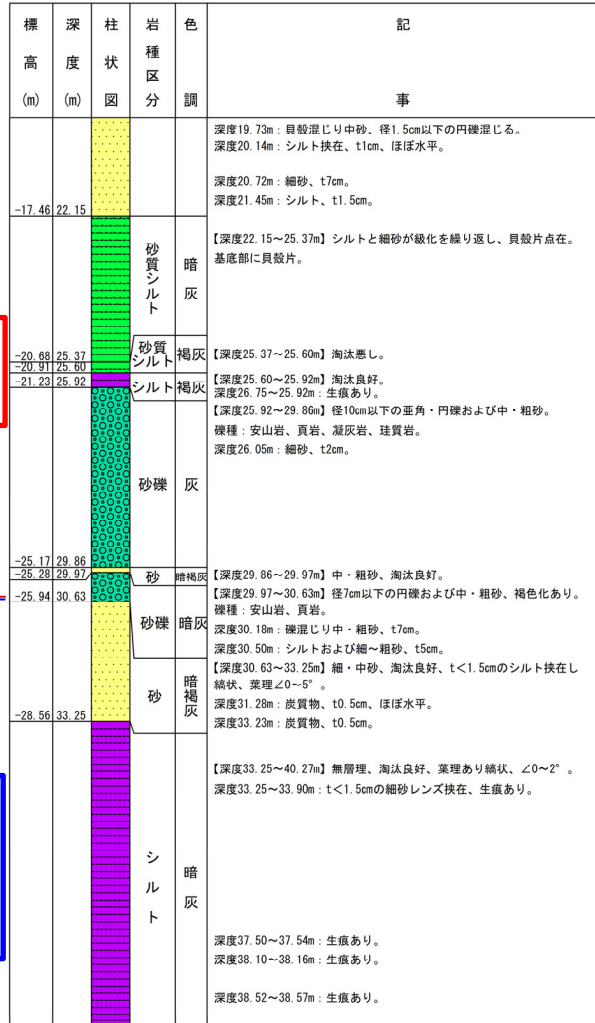 標高(m) 深度(m) 柱状図 岩種区分 色調 記事
深度19.73m：貝殻混じり中砂、径1.5cm以下の円礫混じる。
深度20.14m：シルト挟在、t1cm、ほぼ水平。
深度20.72m：細砂、t7cm。
深度21.45m：シルト、t1.5cm。
-17.46 22.15
砂質シルト 暗灰
【深度22.15～25.37m】シルトと細砂が級化を繰り返し、貝殻片点在。
基底部に貝殻片。
-20.68 25.37
砂質シルト 褐灰 【深度25.37～25.60m】淘汰悪し。
-20.91 25.60
-21.23 25.92
シルト 褐灰 【深度25.60～25.92m】淘汰良好。
深度26.75～25.92m：生痕あり。
【深度25.92～29.86m】径10cm以下の亜角・円礫および中・粗砂。
礫種：安山岩、頁岩、凝灰岩、珪質岩。
深度26.05m：細砂、t2cm。
砂礫 灰
-25.17 29.86
-25.28 29.97
砂 暗褐灰 【深度29.86～29.97m】中・粗砂、淘汰良好。
-25.94 30.63
【深度29.97～30.63m】径7cm以下の円礫および中・粗砂、褐色化あり。
礫種：安山岩、頁岩。
砂礫 暗灰
深度30.18m：礫混じり中・粗砂、t7cm。
深度30.50m：シルトおよび細～粗砂、t5cm。
【深度30.63～33.25m】細・中砂、淘汰良好、t＜1.5cmのシルト挟在し
縞状、葉理∠0～5°。
砂 暗褐灰
深度31.28m：炭質物、t0.5cm、ほぼ水平。
深度33.23m：炭質物、t0.5cm。
-28.56 33.25
【深度33.25～40.27m】無層理、淘汰良好、葉理あり縞状、∠0～2°。
深度33.25～33.90m：t＜1.5cmの細砂レンズ挟在、生痕あり。
シルト 暗灰
深度37.50～37.54m：生痕あり。
深度38.10～38.16m：生痕あり。
深度38.52～38.57m：生痕あり。